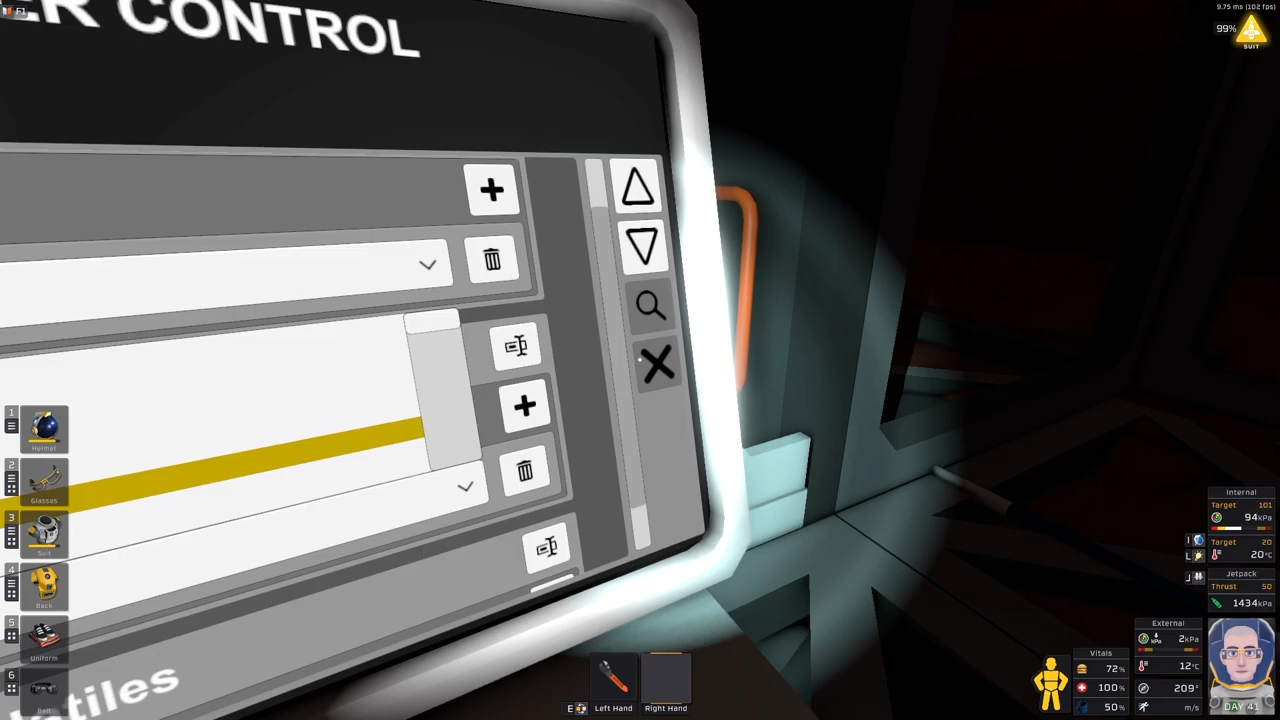 F1
ER CONTROL
9.75 ms (102 fps)
99%
SUIT
1
Helmet
2
Glasses
3
Suit
4
Back
5
Uniform
6
Belt
atiles
E
Left Hand
Right Hand
Internal
Target 101
94kPa
Target 20
20°C
I
L
J
Jetpack
Thrust 50
1434kPa
External
kPa
2kPa
12°C
209°
m/s
Vitals
72%
100%
50%
DAY 41